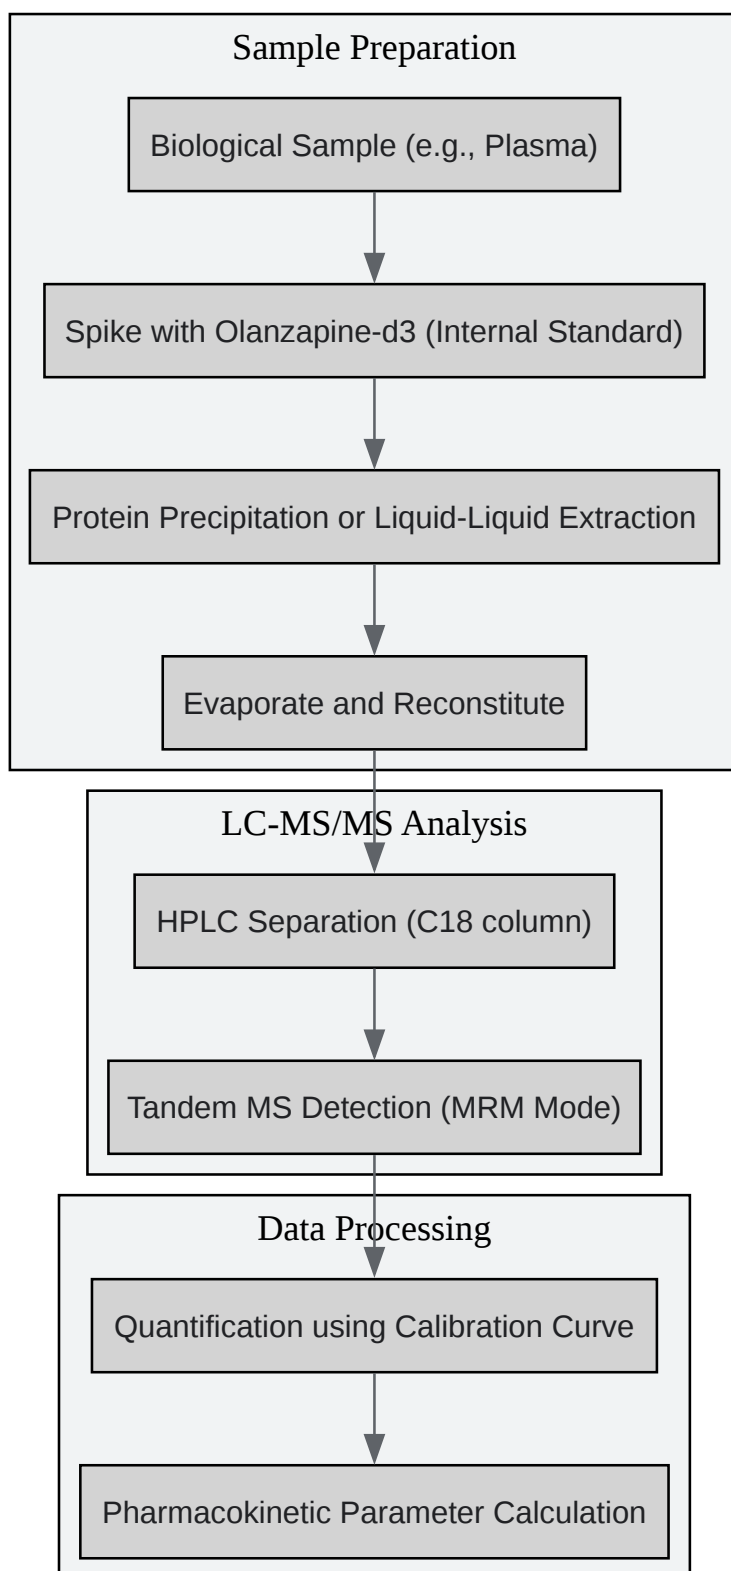 Sample Preparation
Biological Sample (e.g., Plasma)
Spike with Olanzapine-d3 (Internal Standard)
Protein Precipitation or Liquid-Liquid Extraction
Evaporate and Reconstitute
LC-MS/MS Analysis
HPLC Separation (C18 column)
Tandem MS Detection (MRM Mode)
Data Processing
Quantification using Calibration Curve
Pharmacokinetic Parameter Calculation